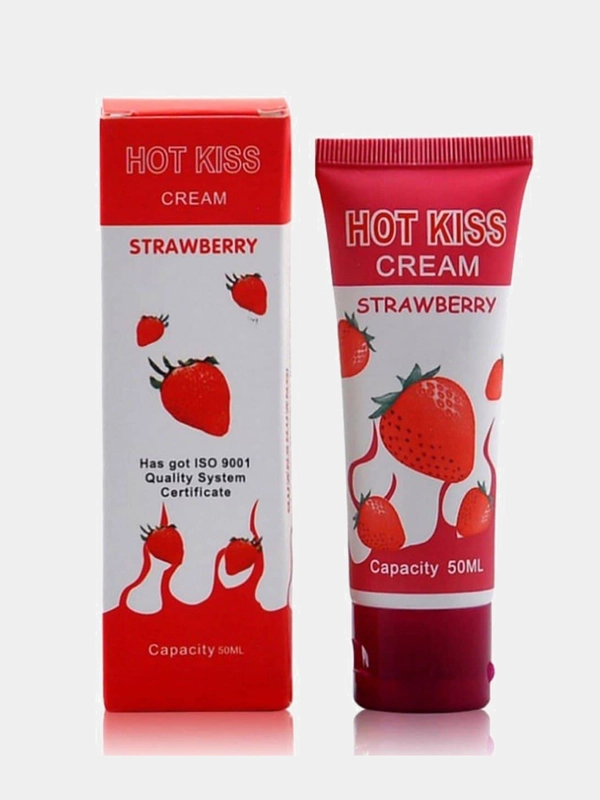 HOT KISS
CREAM
STRAWBERRY
Has got ISO 9001
Quality System
Certificate
Capacity 50ML
HOT KISS
CREAM
STRAWBERRY
Capacity 50ML